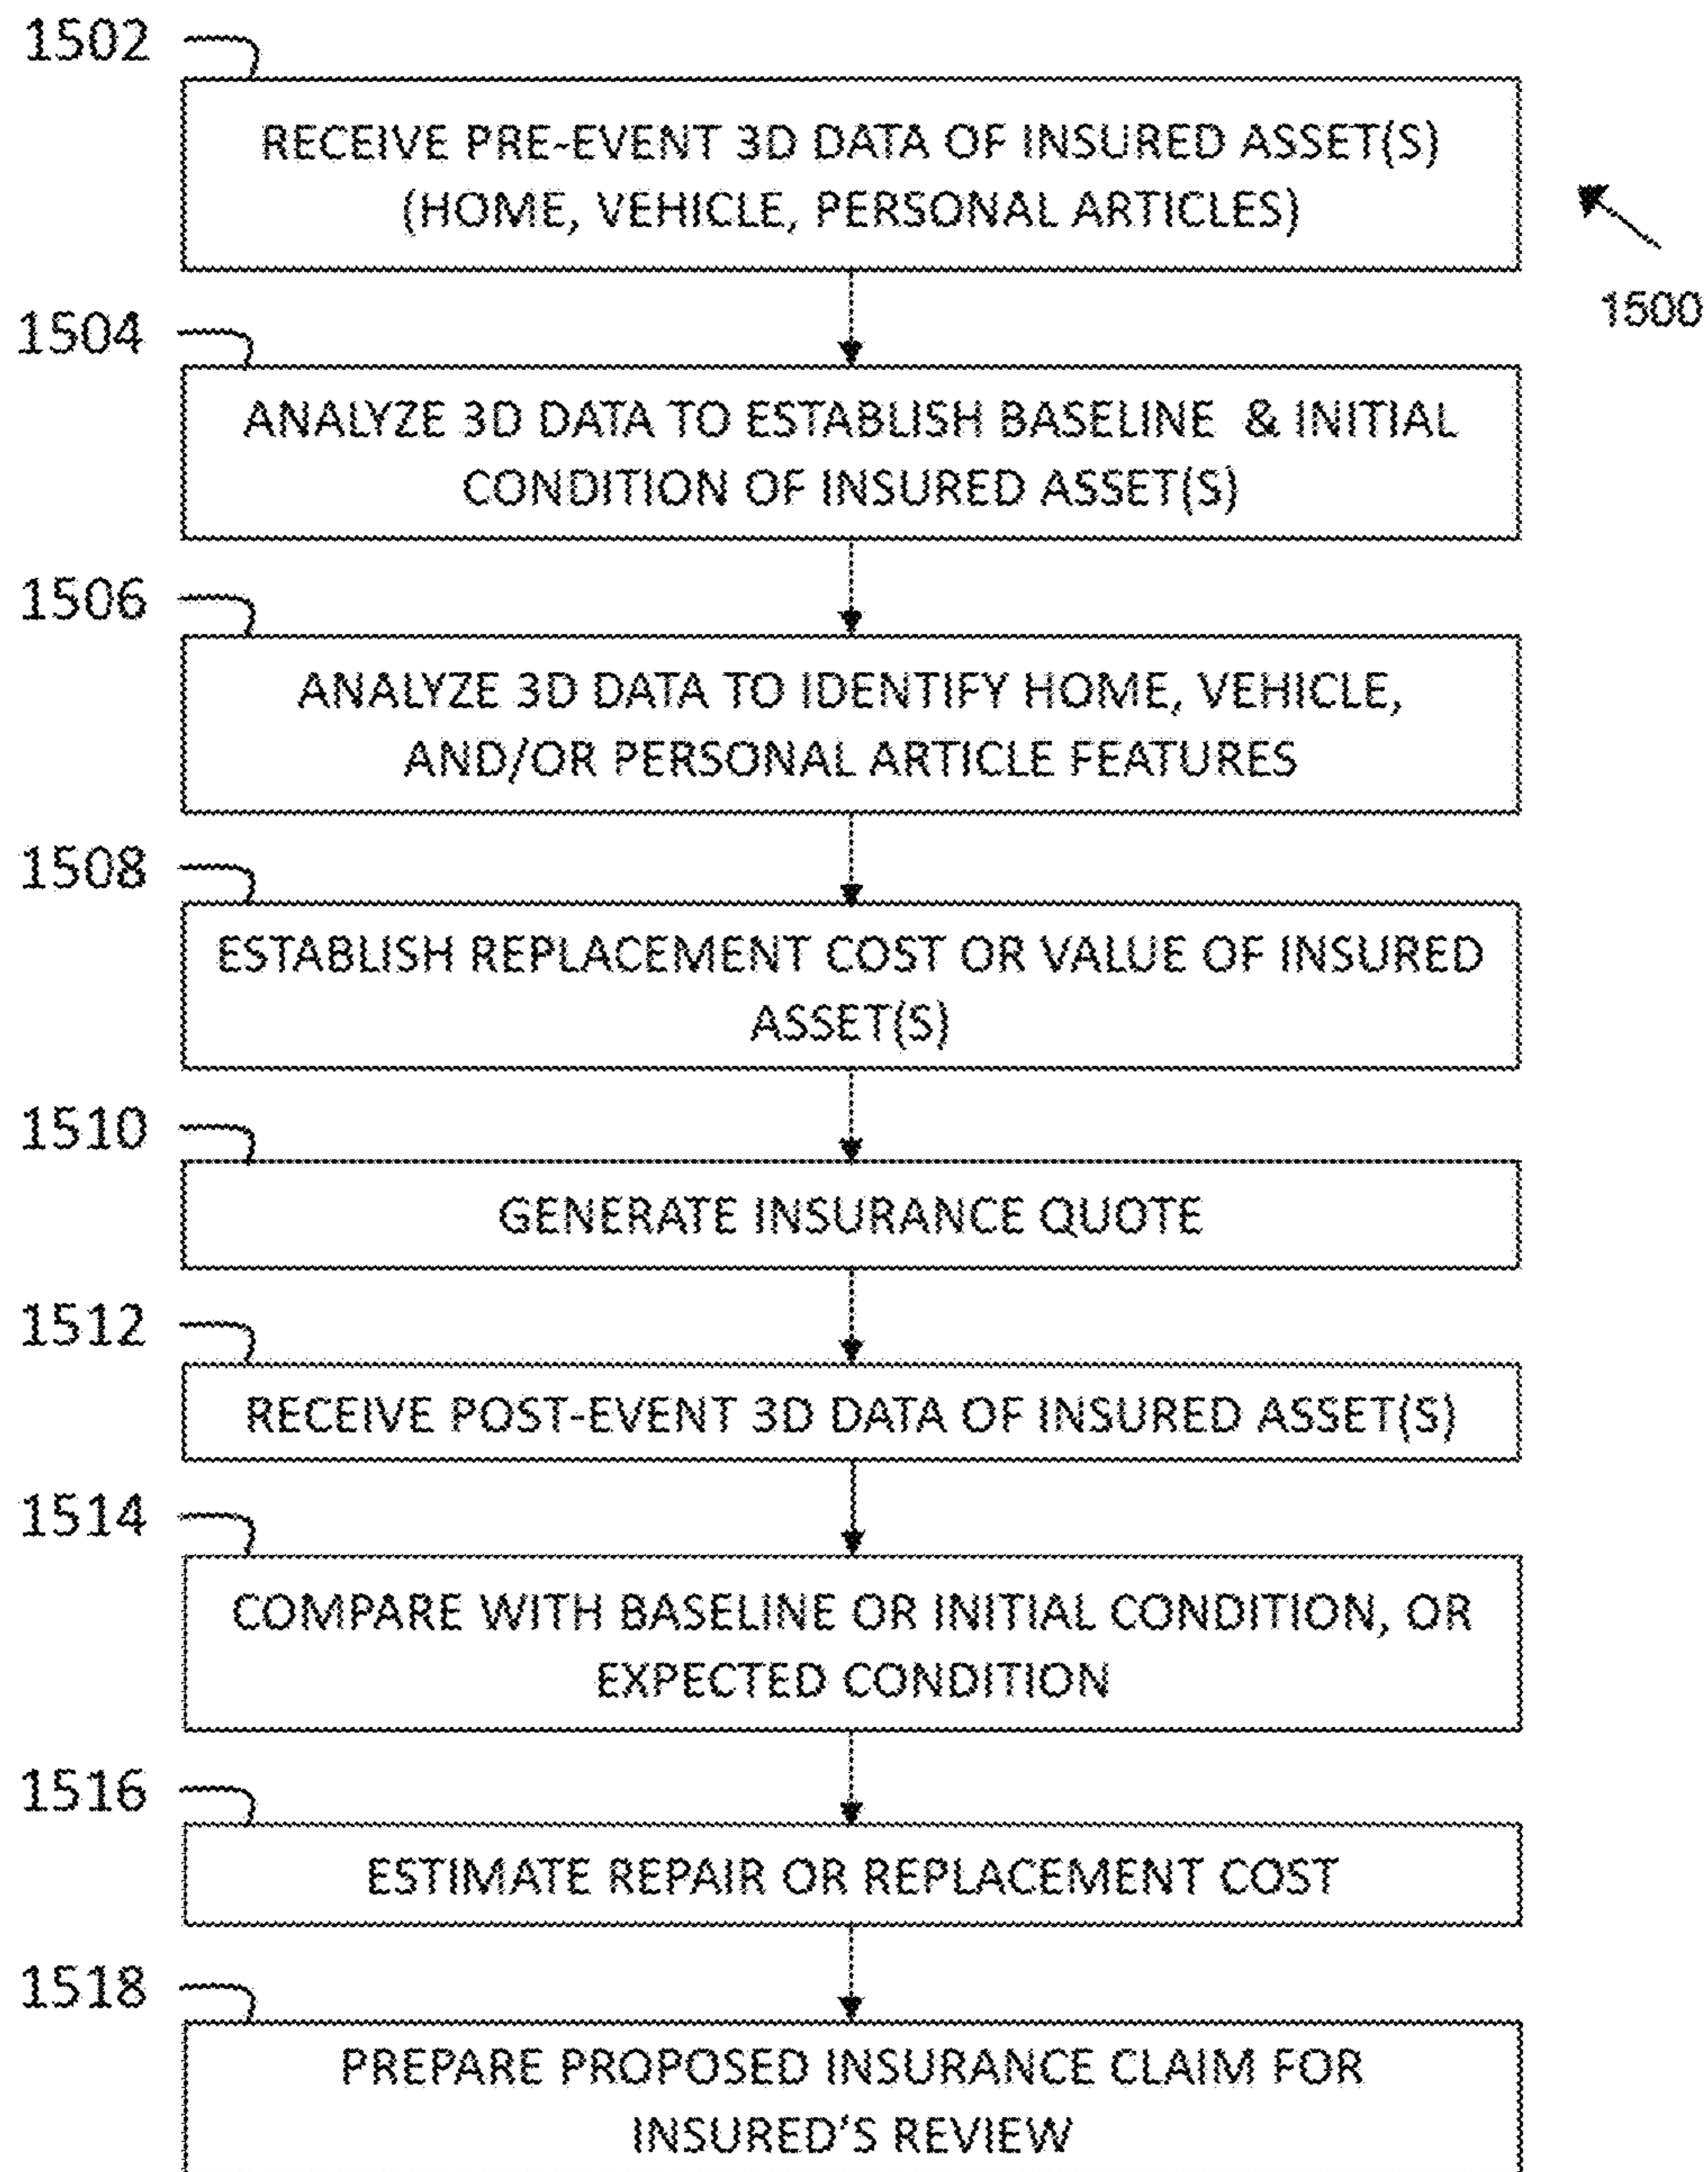 1502
RECEIVE PRE-EVENT 3D DATA OF INSURED ASSET(S)
(HOME, VEHICLE, PERSONAL ARTICLES)
1500
1504
ANALYZE 3D DATA TO ESTABLISH BASELINE & INITIAL
CONDITION OF INSURED ASSET(S)
1506
ANALYZE 3D DATA TO IDENTIFY HOME, VEHICLE,
AND/OR PERSONAL ARTICLE FEATURES
1508
ESTABLISH REPLACEMENT COST OR VALUE OF INSURED
ASSET(S)
1510
GENERATE INSURANCE QUOTE
1512
RECEIVE POST-EVENT 3D DATA OF INSURED ASSET(S)
1514
COMPARE WITH BASELINE OR INITIAL CONDITION, OR
EXPECTED CONDITION
1516
ESTIMATE REPAIR OR REPLACEMENT COST
1518
PREPARE PROPOSED INSURANCE CLAIM FOR
INSURED'S REVIEW